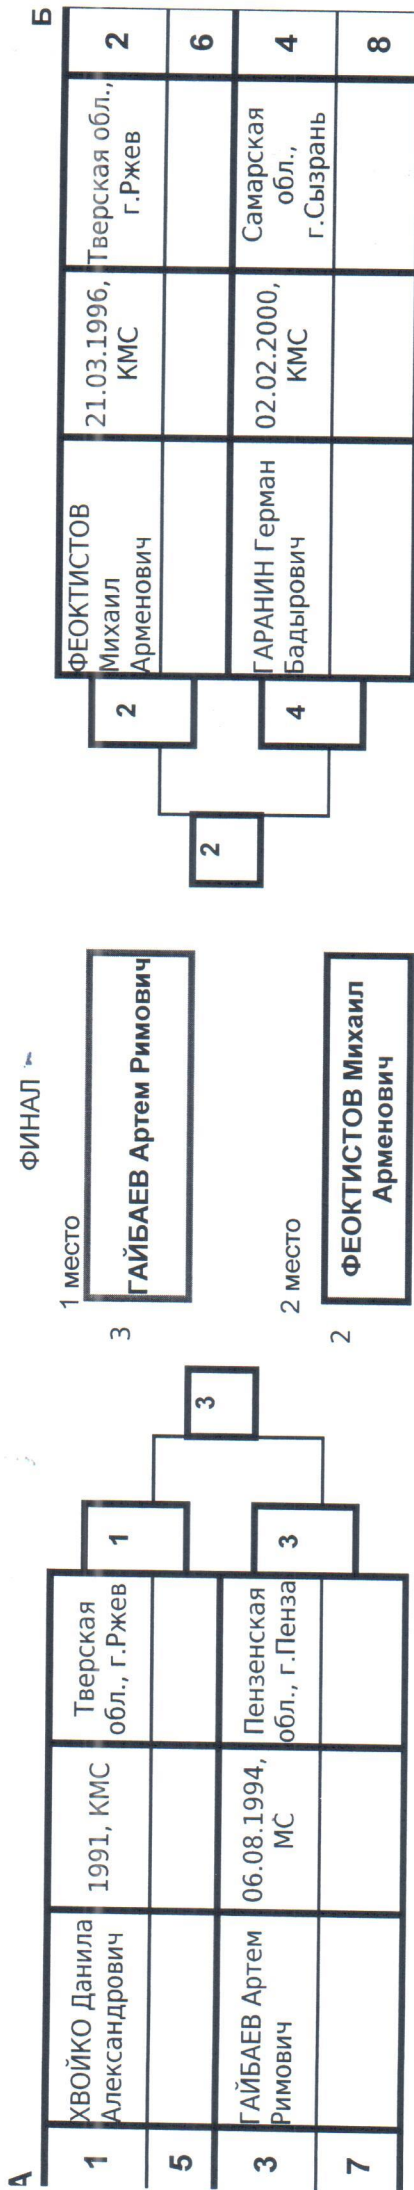 А
1
ХВОЙКО Данила
Александрович
1991, КМС
Тверская
обл., г.Ржев
5
3
ГАЙБАЕВ Артем
Римович
06.08.1994,
МС
Пензенская
обл., г.Пенза
7
1
3
3
ФИНАЛ
1 место
3
ГАЙБАЕВ Артем Римович
2 место
2
ФЕОКТИСТОВ Михаил
Арменович
2
2
4
Б
ФЕОКТИСТОВ
Михаил
Арменович
21.03.1996,
КМС
Тверская обл.,
г.Ржев
2
6
ГАРАНИН Герман
Бадырович
02.02.2000,
КМС
Самарская
обл.,
г.Сызрань
4
8